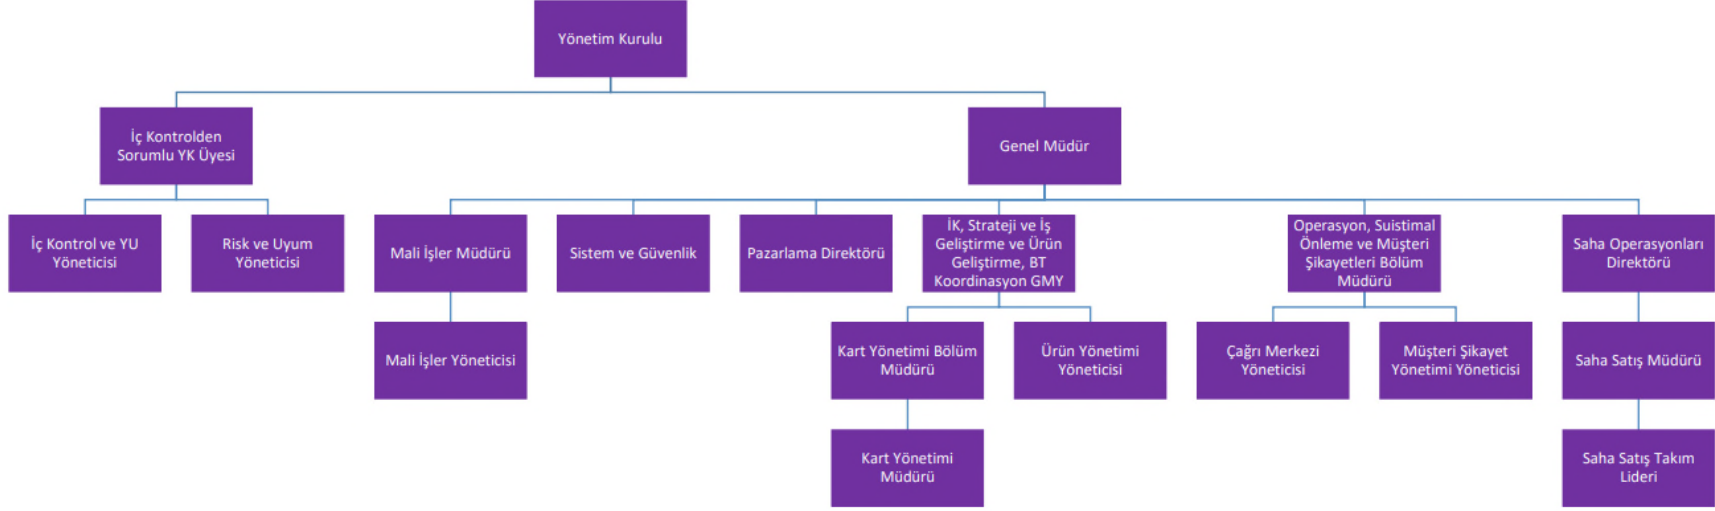 Yönetim Kurulu
İç Kontrolden
Sorumlu YK Üyesi
Genel Müdür
İç Kontrol ve YU
Yöneticisi
Risk ve Uyum
Yöneticisi
Mali İşler Müdürü
Sistem ve Güvenlik
Pazarlama Direktörü
İK, Strateji ve İş
Geliştirme ve Ürün
Geliştirme, BT
Koordinasyon GMY
Operasyon, Suistimal
Önleme ve Müşteri
Şikayetleri Bölüm
Müdürü
Saha Operasyonları
Direktörü
Mali İşler Yöneticisi
Kart Yönetimi Bölüm
Müdürü
Ürün Yönetimi
Yöneticisi
Çağrı Merkezi
Yöneticisi
Müşteri Şikayet
Yönetimi Yöneticisi
Saha Satış Müdürü
Kart Yönetimi
Müdürü
Saha Satış Takım
Lideri